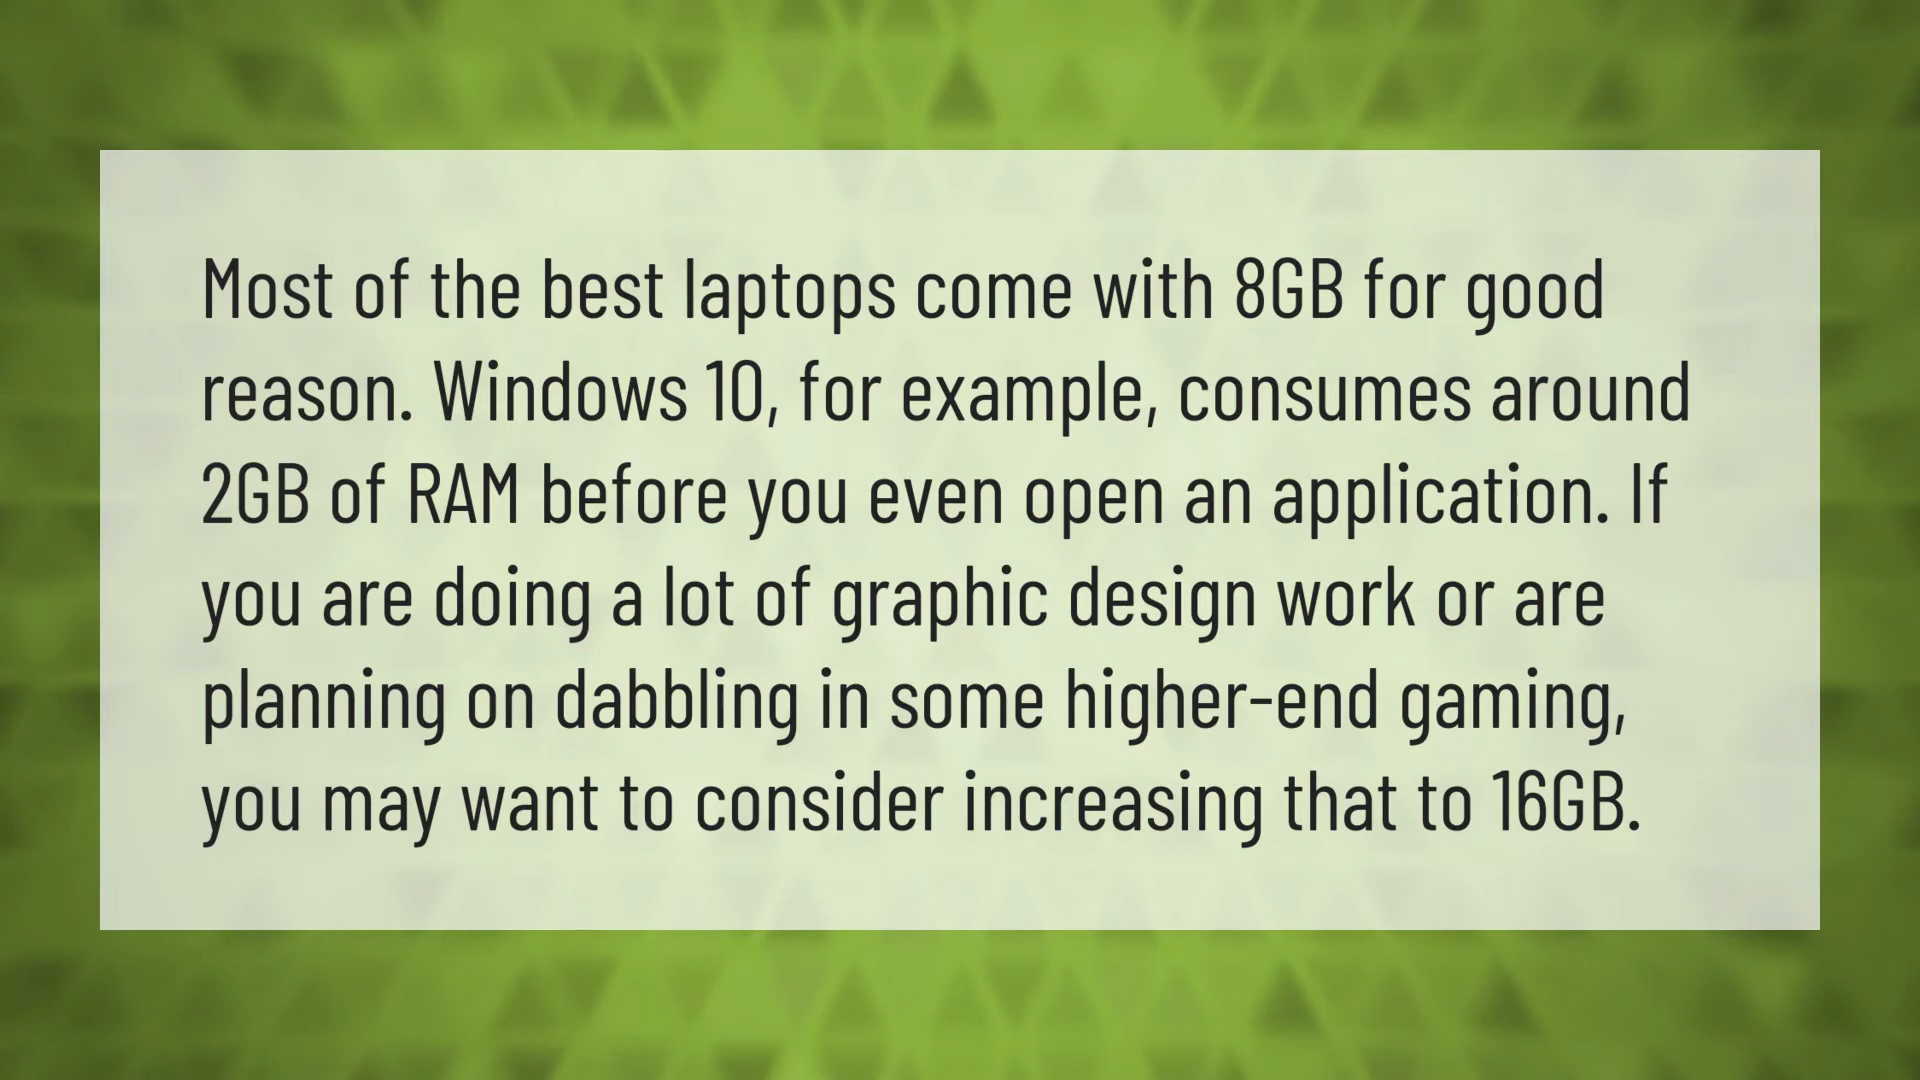 Most of the best laptops come with 8GB for good
reason. Windows 10, for example, consumes around
2GB of RAM before you even open an application. If
you are doing a lot of graphic design work or are
planning on dabbling in some higher-end gaming,
you may want to consider increasing that to 16GB.